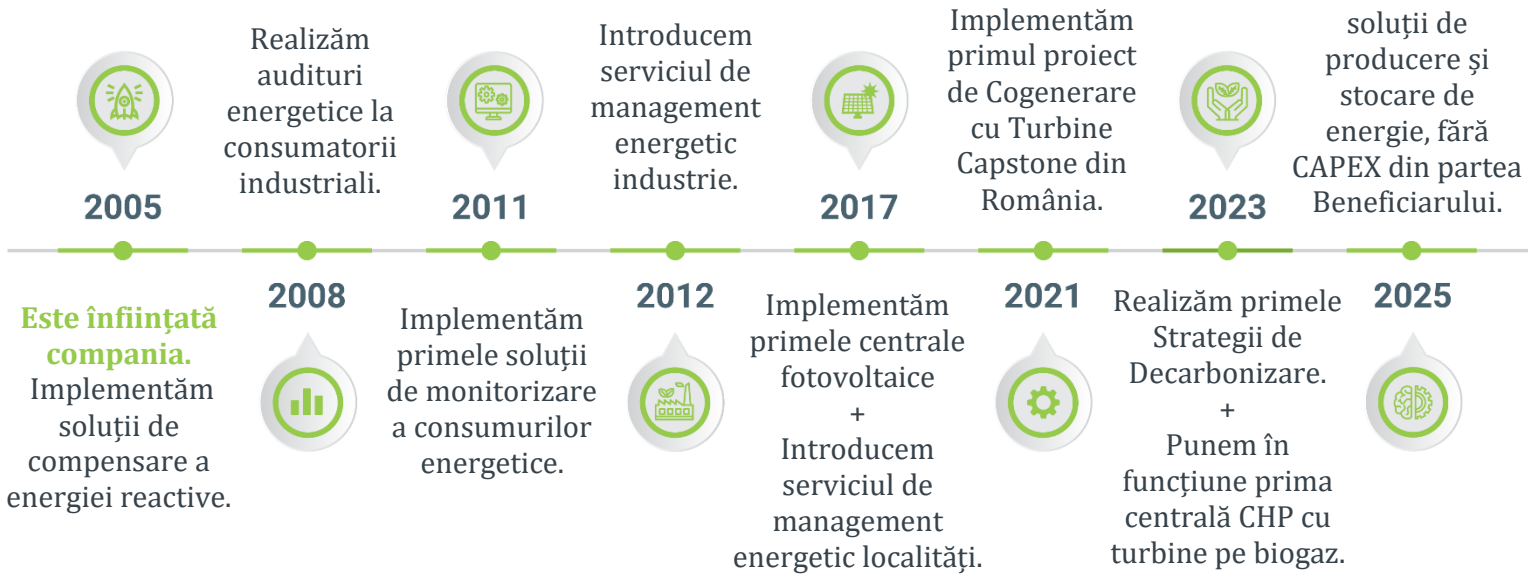 2005
Este înființată
compania.
Implementăm
soluții de
compensare a
energiei reactive.
Realizăm
audituri
energetice la
consumatorii
industriali.
2008
2011
Implementăm
primele soluții
de monitorizare
a consumurilor
energetice.
Introducem
serviciul de
management
energetic
industrie.
2012
2017
Implementăm
primele centrale
fotovoltaice
+
Introducem
serviciul de
management
energetic localități.
Implementăm
primul proiect
de Cogenerare
cu Turbine
Capstone din
România.
2021
2023
Realizăm primele
Strategii de
Decarbonizare.
+
Punem în
funcțiune prima
centrală CHP cu
turbine pe biogaz.
soluții de
producere și
stocare de
energie, fără
CAPEX din partea
Beneficiarului.
2025